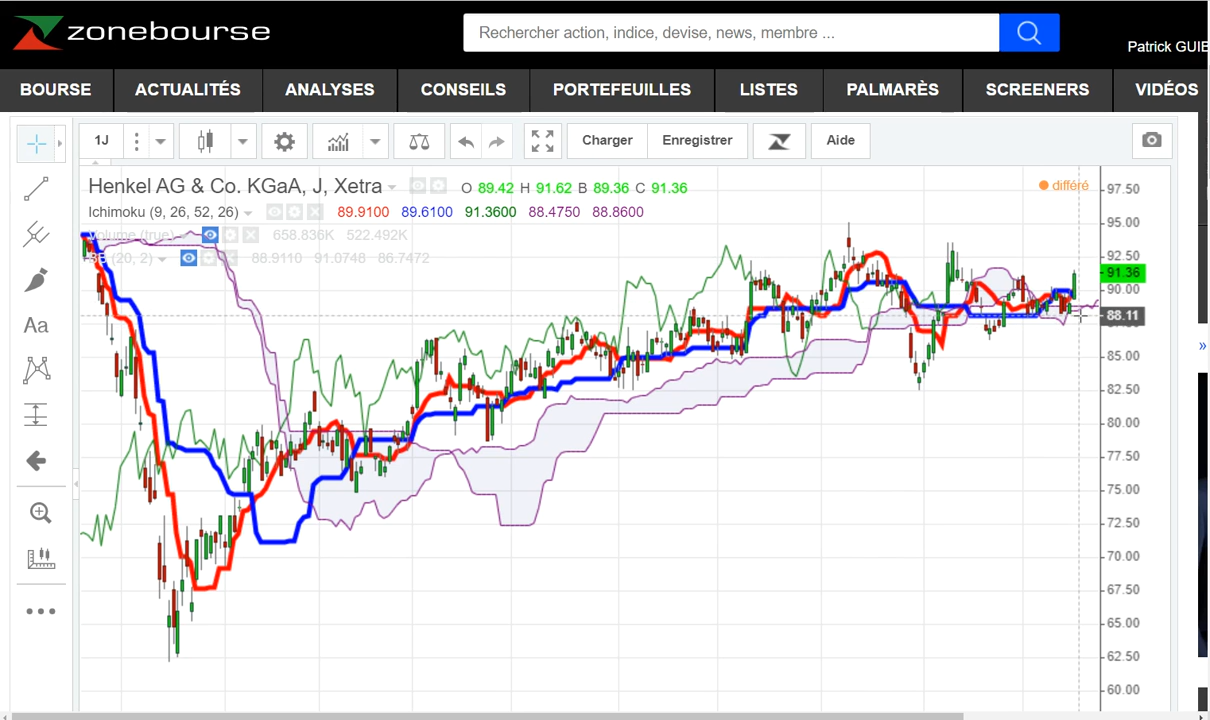 zonebourse
Rechercher action, indice, devise, news, membre ...
Patrick GUIE
BOURSE ACTUALITÉS ANALYSES CONSEILS PORTEFEUILLES LISTES PALMARÈS SCREENERS VIDÉOS
1J Charger Enregistrer Aide
Henkel AG & Co. KGaA, J, Xetra O 89.42 H 91.62 B 89.36 C 91.36
différé
Ichimoku (9, 26, 52, 26) 89.9100 89.6100 91.3600 88.4750 88.8600
Volume (true) 658.836K 522.492K
BB (20, 2) 88.9110 91.0748 86.7472
Aa
97.50
95.00
92.50
91.36
90.00
88.11
85.00
82.50
80.00
77.50
75.00
72.50
70.00
67.50
65.00
62.50
60.00
»